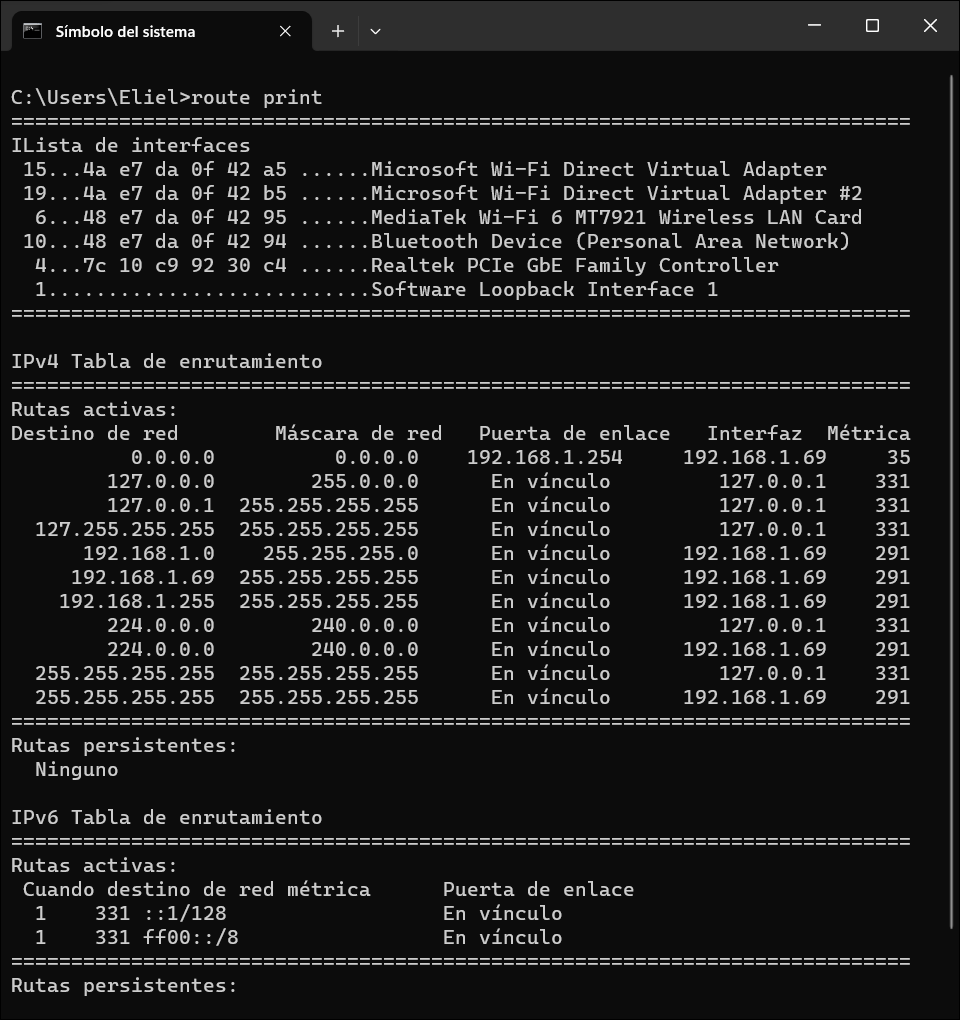 Símbolo del sistema
C:\Users\Eliel>route print
===========================================================================
ILista de interfaces
 15...4a e7 da 0f 42 a5 ......Microsoft Wi-Fi Direct Virtual Adapter
 19...4a e7 da 0f 42 b5 ......Microsoft Wi-Fi Direct Virtual Adapter #2
  6...48 e7 da 0f 42 95 ......MediaTek Wi-Fi 6 MT7921 Wireless LAN Card
 10...48 e7 da 0f 42 94 ......Bluetooth Device (Personal Area Network)
  4...7c 10 c9 92 30 c4 ......Realtek PCIe GbE Family Controller
  1...........................Software Loopback Interface 1
===========================================================================
IPv4 Tabla de enrutamiento
===========================================================================
Rutas activas:
Destino de red        Máscara de red   Puerta de enlace   Interfaz  Métrica
          0.0.0.0          0.0.0.0    192.168.1.254     192.168.1.69     35
        127.0.0.0        255.0.0.0      En vínculo         127.0.0.1    331
        127.0.0.1  255.255.255.255      En vínculo         127.0.0.1    331
  127.255.255.255  255.255.255.255      En vínculo         127.0.0.1    331
      192.168.1.0    255.255.255.0      En vínculo      192.168.1.69    291
     192.168.1.69  255.255.255.255      En vínculo      192.168.1.69    291
    192.168.1.255  255.255.255.255      En vínculo      192.168.1.69    291
        224.0.0.0        240.0.0.0      En vínculo         127.0.0.1    331
        224.0.0.0        240.0.0.0      En vínculo      192.168.1.69    291
  255.255.255.255  255.255.255.255      En vínculo         127.0.0.1    331
  255.255.255.255  255.255.255.255      En vínculo      192.168.1.69    291
===========================================================================
Rutas persistentes:
  Ninguno
IPv6 Tabla de enrutamiento
===========================================================================
Rutas activas:
 Cuando destino de red métrica      Puerta de enlace
  1    331 ::1/128                  En vínculo
  1    331 ff00::/8                 En vínculo
===========================================================================
Rutas persistentes: